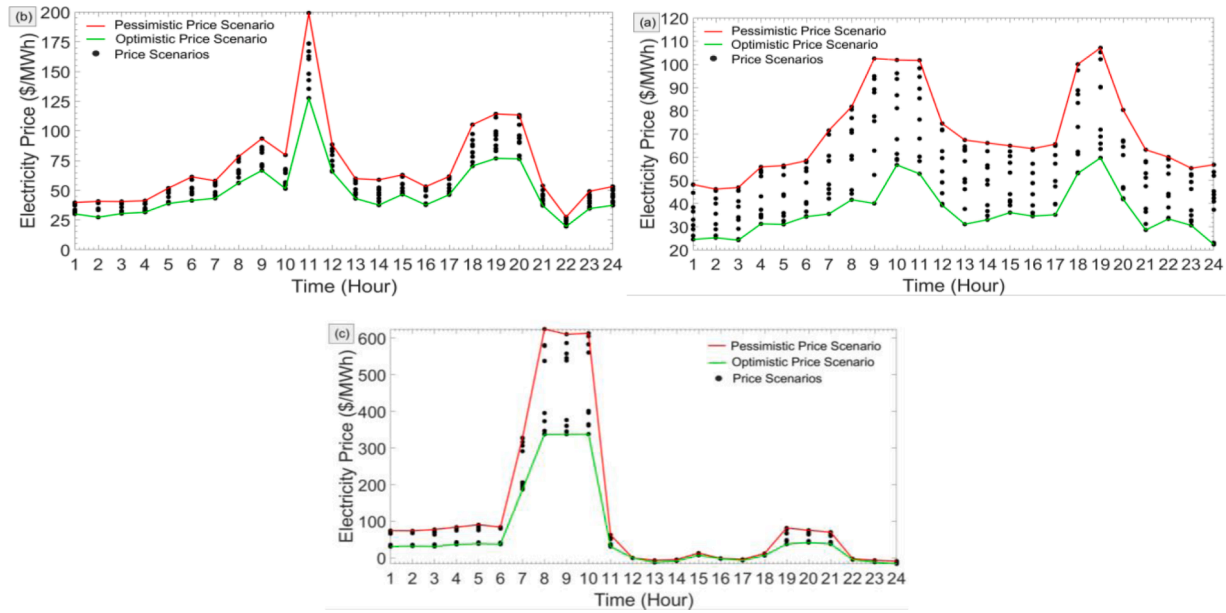 (b)
Pessimistic Price Scenario
Optimistic Price Scenario
Price Scenarios
Electricity Price ($/MWh)
200
175
150
125
100
75
50
25
0
1 2 3 4 5 6 7 8 9 10 11 12 13 14 15 16 17 18 19 20 21 22 23 24
Time (Hour)
(a)
Pessimistic Price Scenario
Optimistic Price Scenario
Price Scenarios
Electricity Price ($/MWh)
120
110
100
90
80
70
60
50
40
30
20
1 2 3 4 5 6 7 8 9 10 11 12 13 14 15 16 17 18 19 20 21 22 23 24
Time (Hour)
(c)
Pessimistic Price Scenario
Optimistic Price Scenario
Price Scenarios
Electricity Price ($/MWh)
600
500
400
300
200
100
0
1 2 3 4 5 6 7 8 9 10 11 12 13 14 15 16 17 18 19 20 21 22 23 24
Time (Hour)